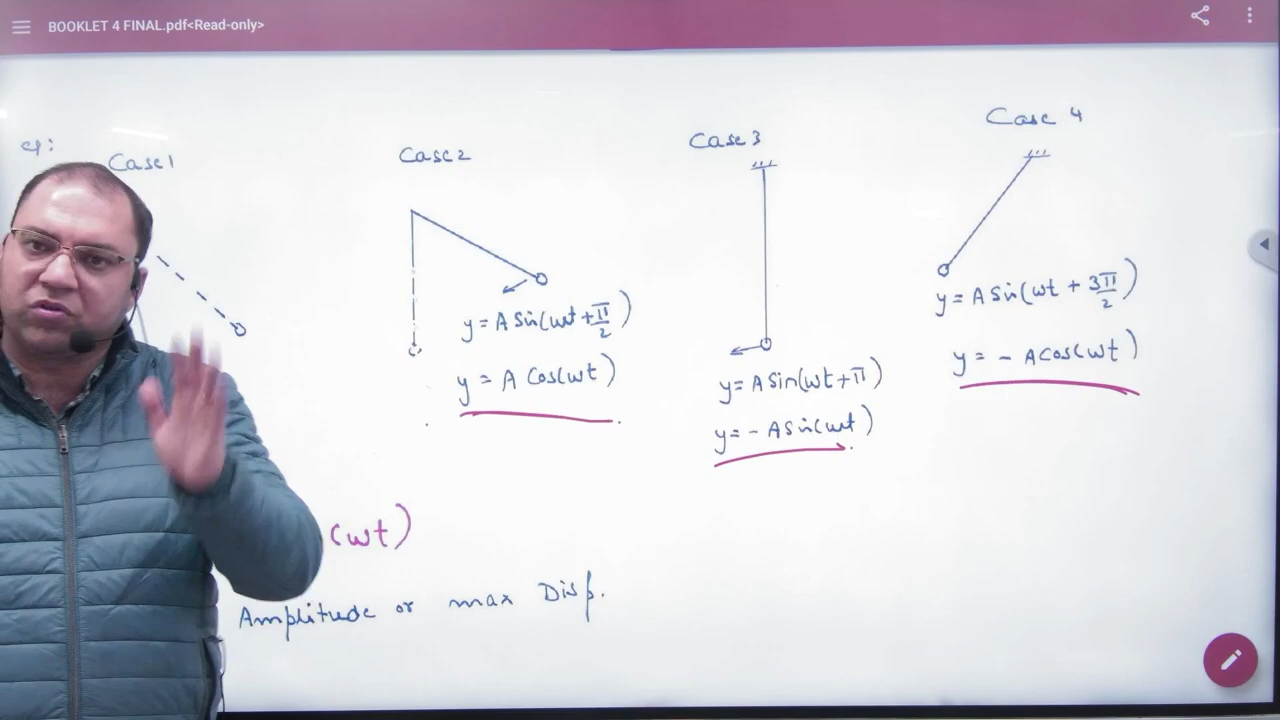 BOOKLET 4 FINAL.pdf<Read-only>
eg:
Case 1
Case 2
y = A Sin(ωt + π/2)
y = A Cos(ωt)
Case 3
y = A Sin(ωt + π)
y = - A Sin(ωt)
Case 4
y = A Sin(ωt + 3π/2)
y = - A Cos(ωt)
(ωt)
Amplitude or max Disp.